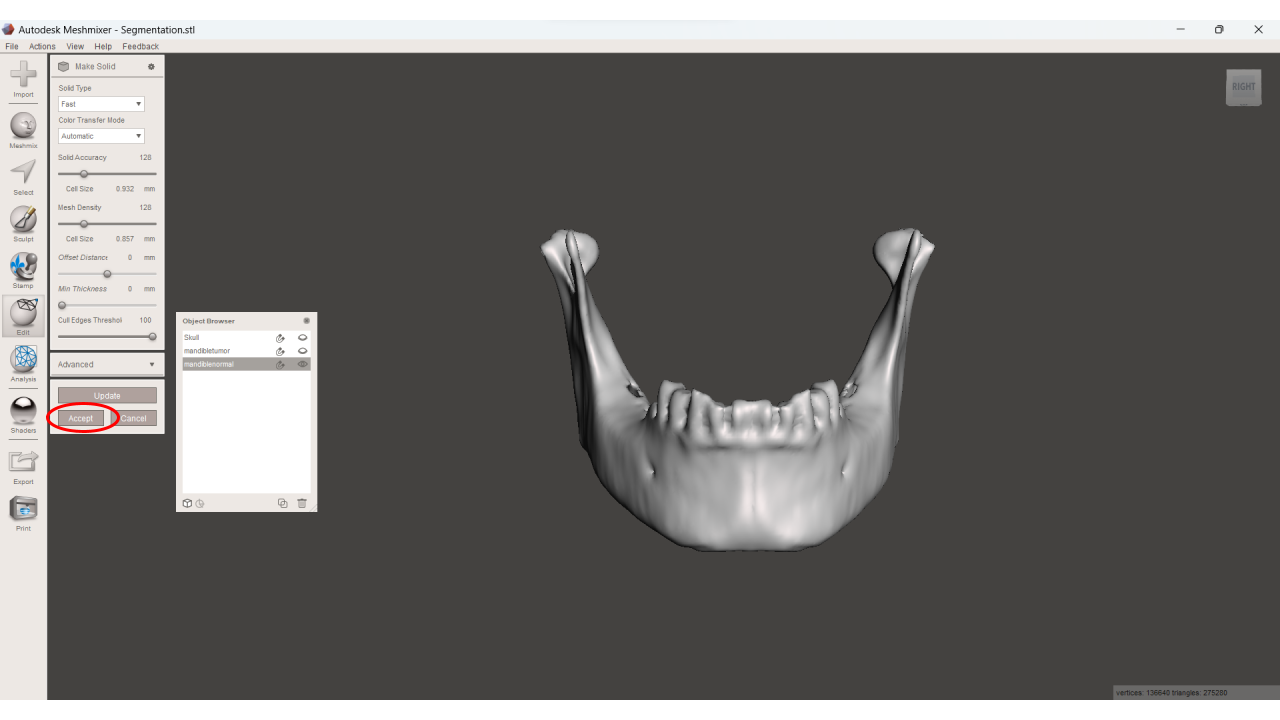 Autodesk Meshmixer - Segmentation.stl
File Actions View Help Feedback
Import
Meshmix
Select
Sculpt
Stamp
Edit
Analysis
Shaders
Export
Print
Make Solid
Solid Type
Fast
Color Transfer Mode
Automatic
Solid Accuracy 128
Cell Size 0.932 mm
Mesh Density 128
Cell Size 0.857 mm
Offset Distanc 0 mm
Min Thickness 0 mm
Cull Edges Threshol 100
Advanced
Update
Accept Cancel
Object Browser
Skull
mandibletumor
mandiblenormal
RIGHT
vertices: 136640 triangles: 275280